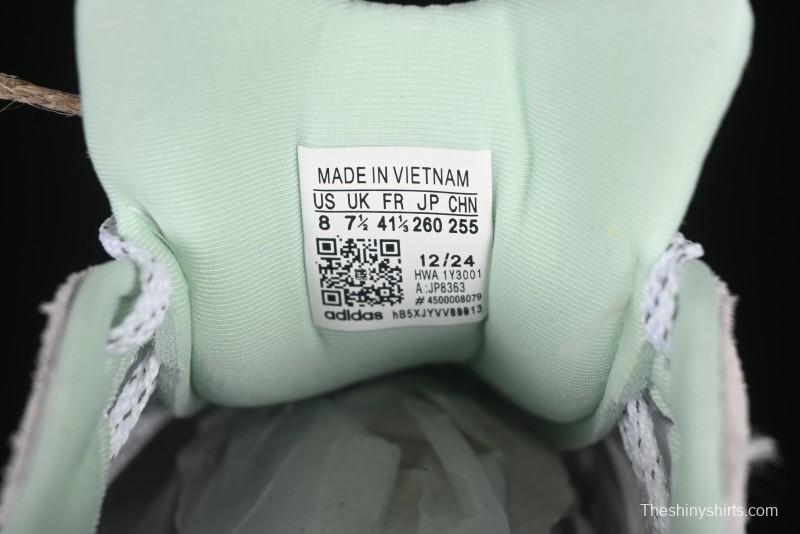 MADE IN VIETNAM
US UK FR JP CHN
8 7½ 41⅓ 260 255
12/24
HWA 1Y3001
A:JP8363
# 4500008079
adidas
Theshinyshirts.com